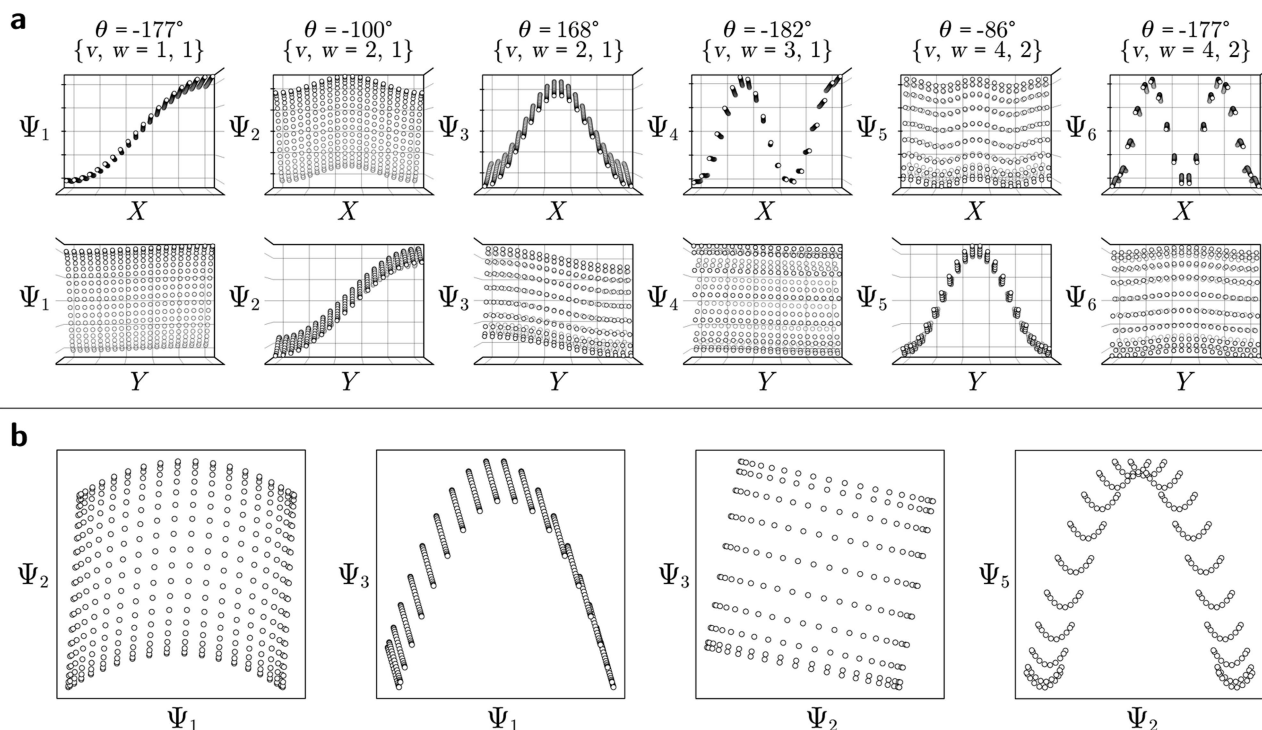 a
θ = -177° θ = -100° θ = 168° θ = -182° θ = -86° θ = -177°
{v, w = 1, 1} {v, w = 2, 1} {v, w = 2, 1} {v, w = 3, 1} {v, w = 4, 2} {v, w = 4, 2}
Ψ₁ Ψ₂ Ψ₃ Ψ₄ Ψ₅ Ψ₆
X X X X X X
Ψ₁ Ψ₂ Ψ₃ Ψ₄ Ψ₅ Ψ₆
Y Y Y Y Y Y
b
Ψ₂ Ψ₃ Ψ₃ Ψ₅
Ψ₁ Ψ₁ Ψ₂ Ψ₂